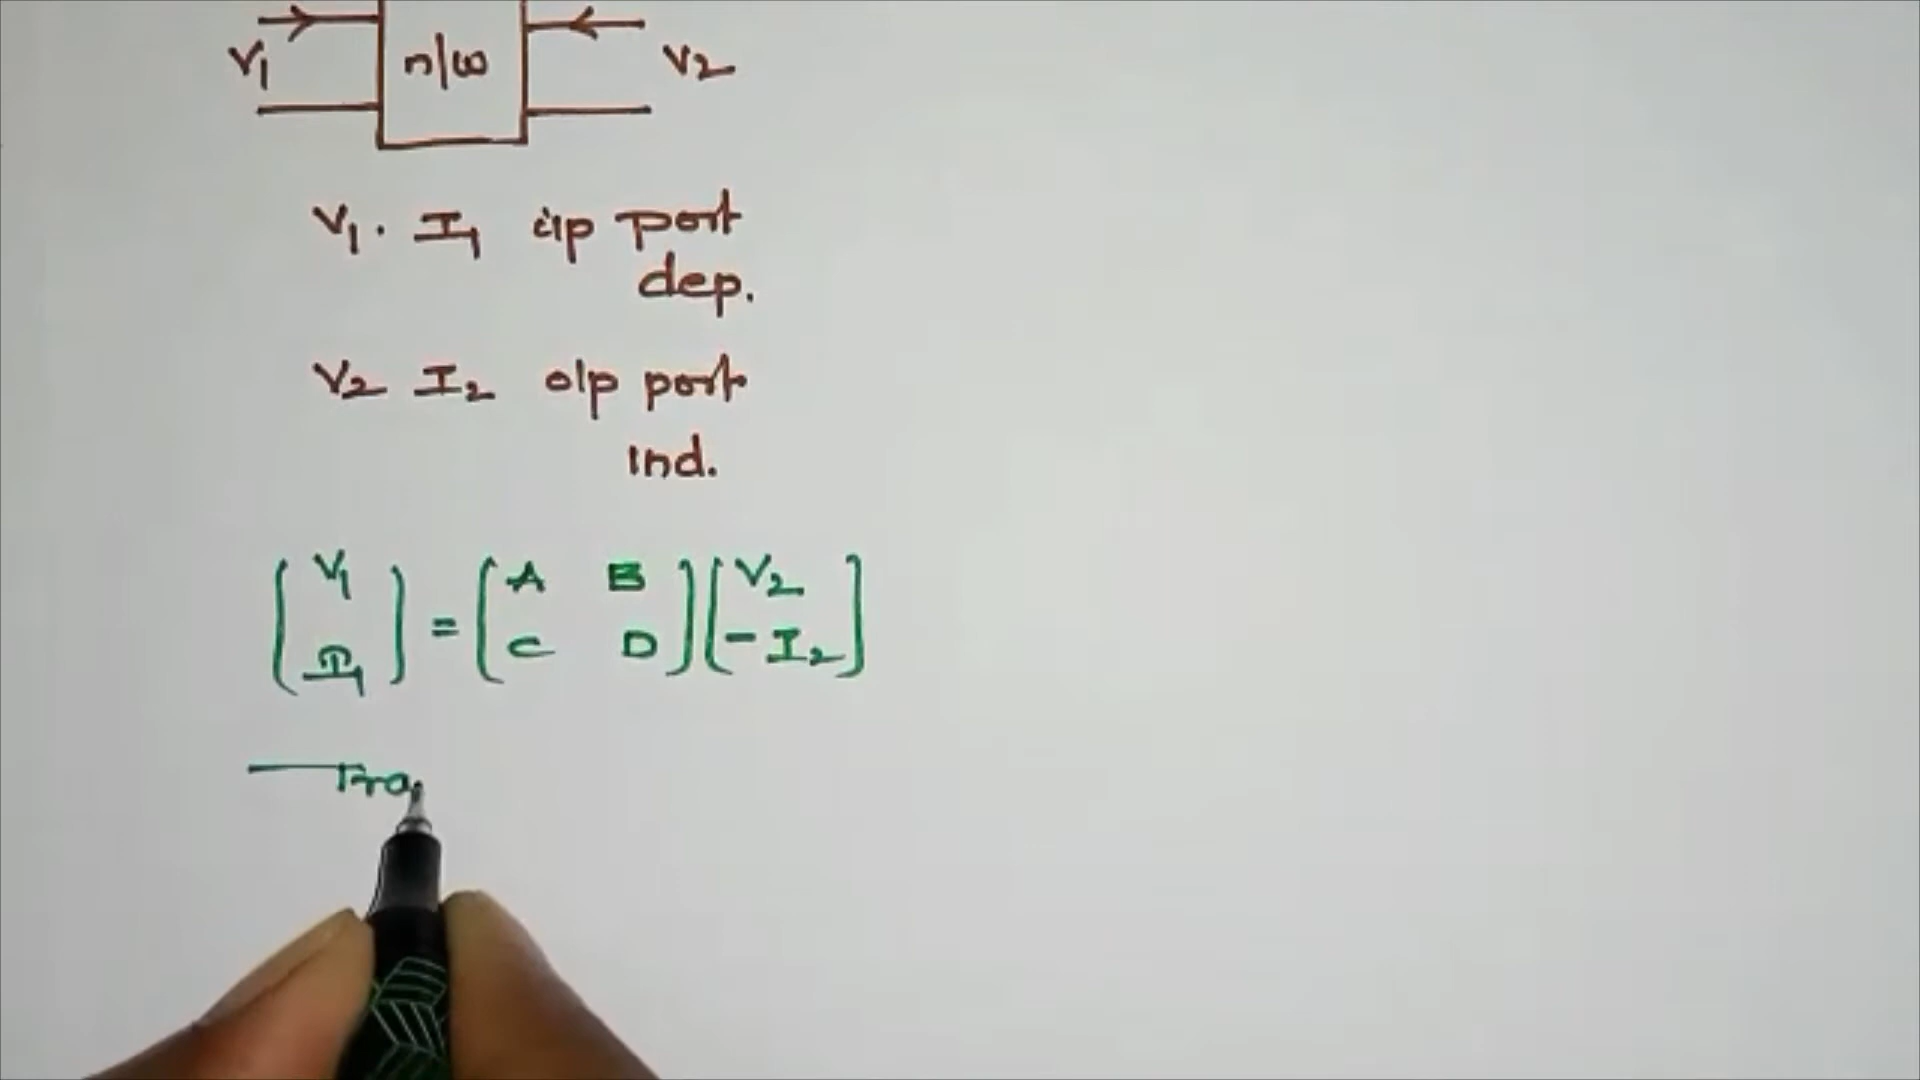 V1 n/w V2
V1. I1 i/p port
dep.
V2 I2 o/p port
ind.
[V1 I1] = [A B C D] [V2 -I2]
Tra